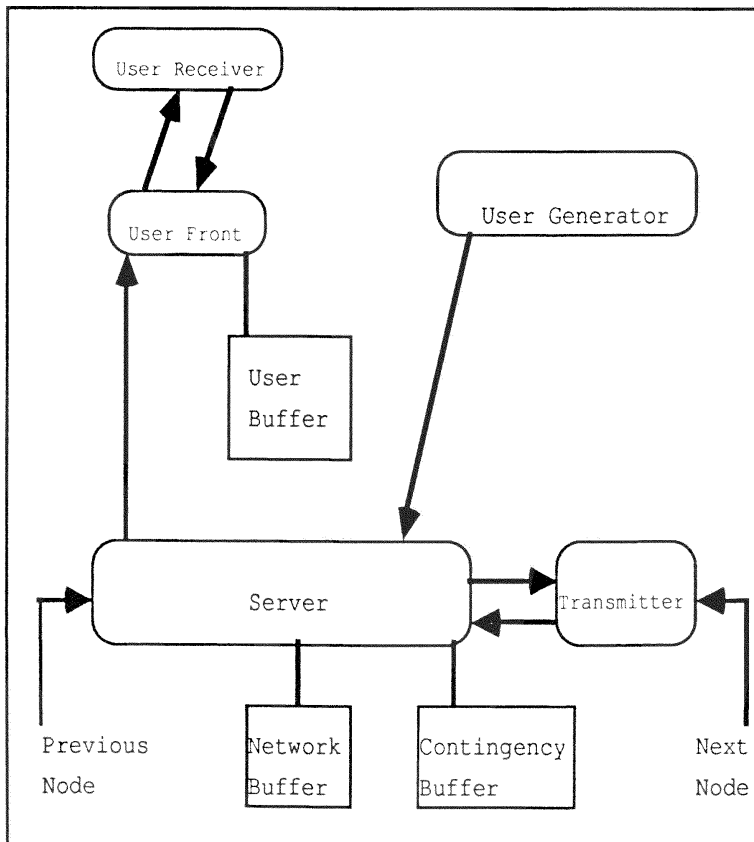 User Receiver
User Generator
User Front
User
Buffer
Server
Transmitter
Previous
Node
Network
Buffer
Contingency
Buffer
Next
Node